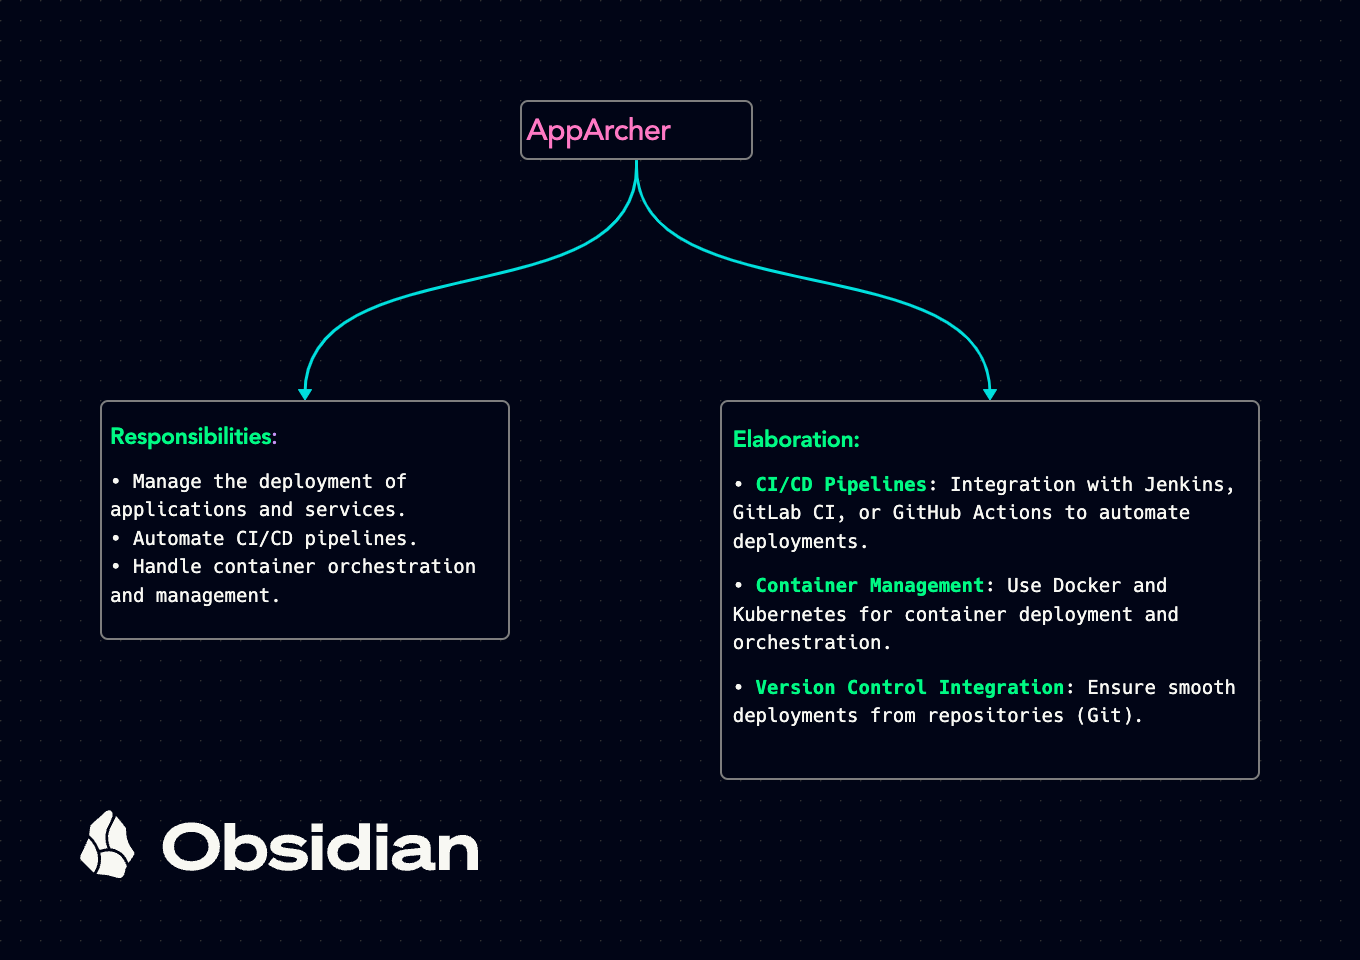 AppArcher
Responsibilities:
• Manage the deployment of
applications and services.
• Automate CI/CD pipelines.
• Handle container orchestration
and management.
Elaboration:
• CI/CD Pipelines: Integration with Jenkins,
GitLab CI, or GitHub Actions to automate
deployments.
• Container Management: Use Docker and
Kubernetes for container deployment and
orchestration.
• Version Control Integration: Ensure smooth
deployments from repositories (Git).
Obsidian